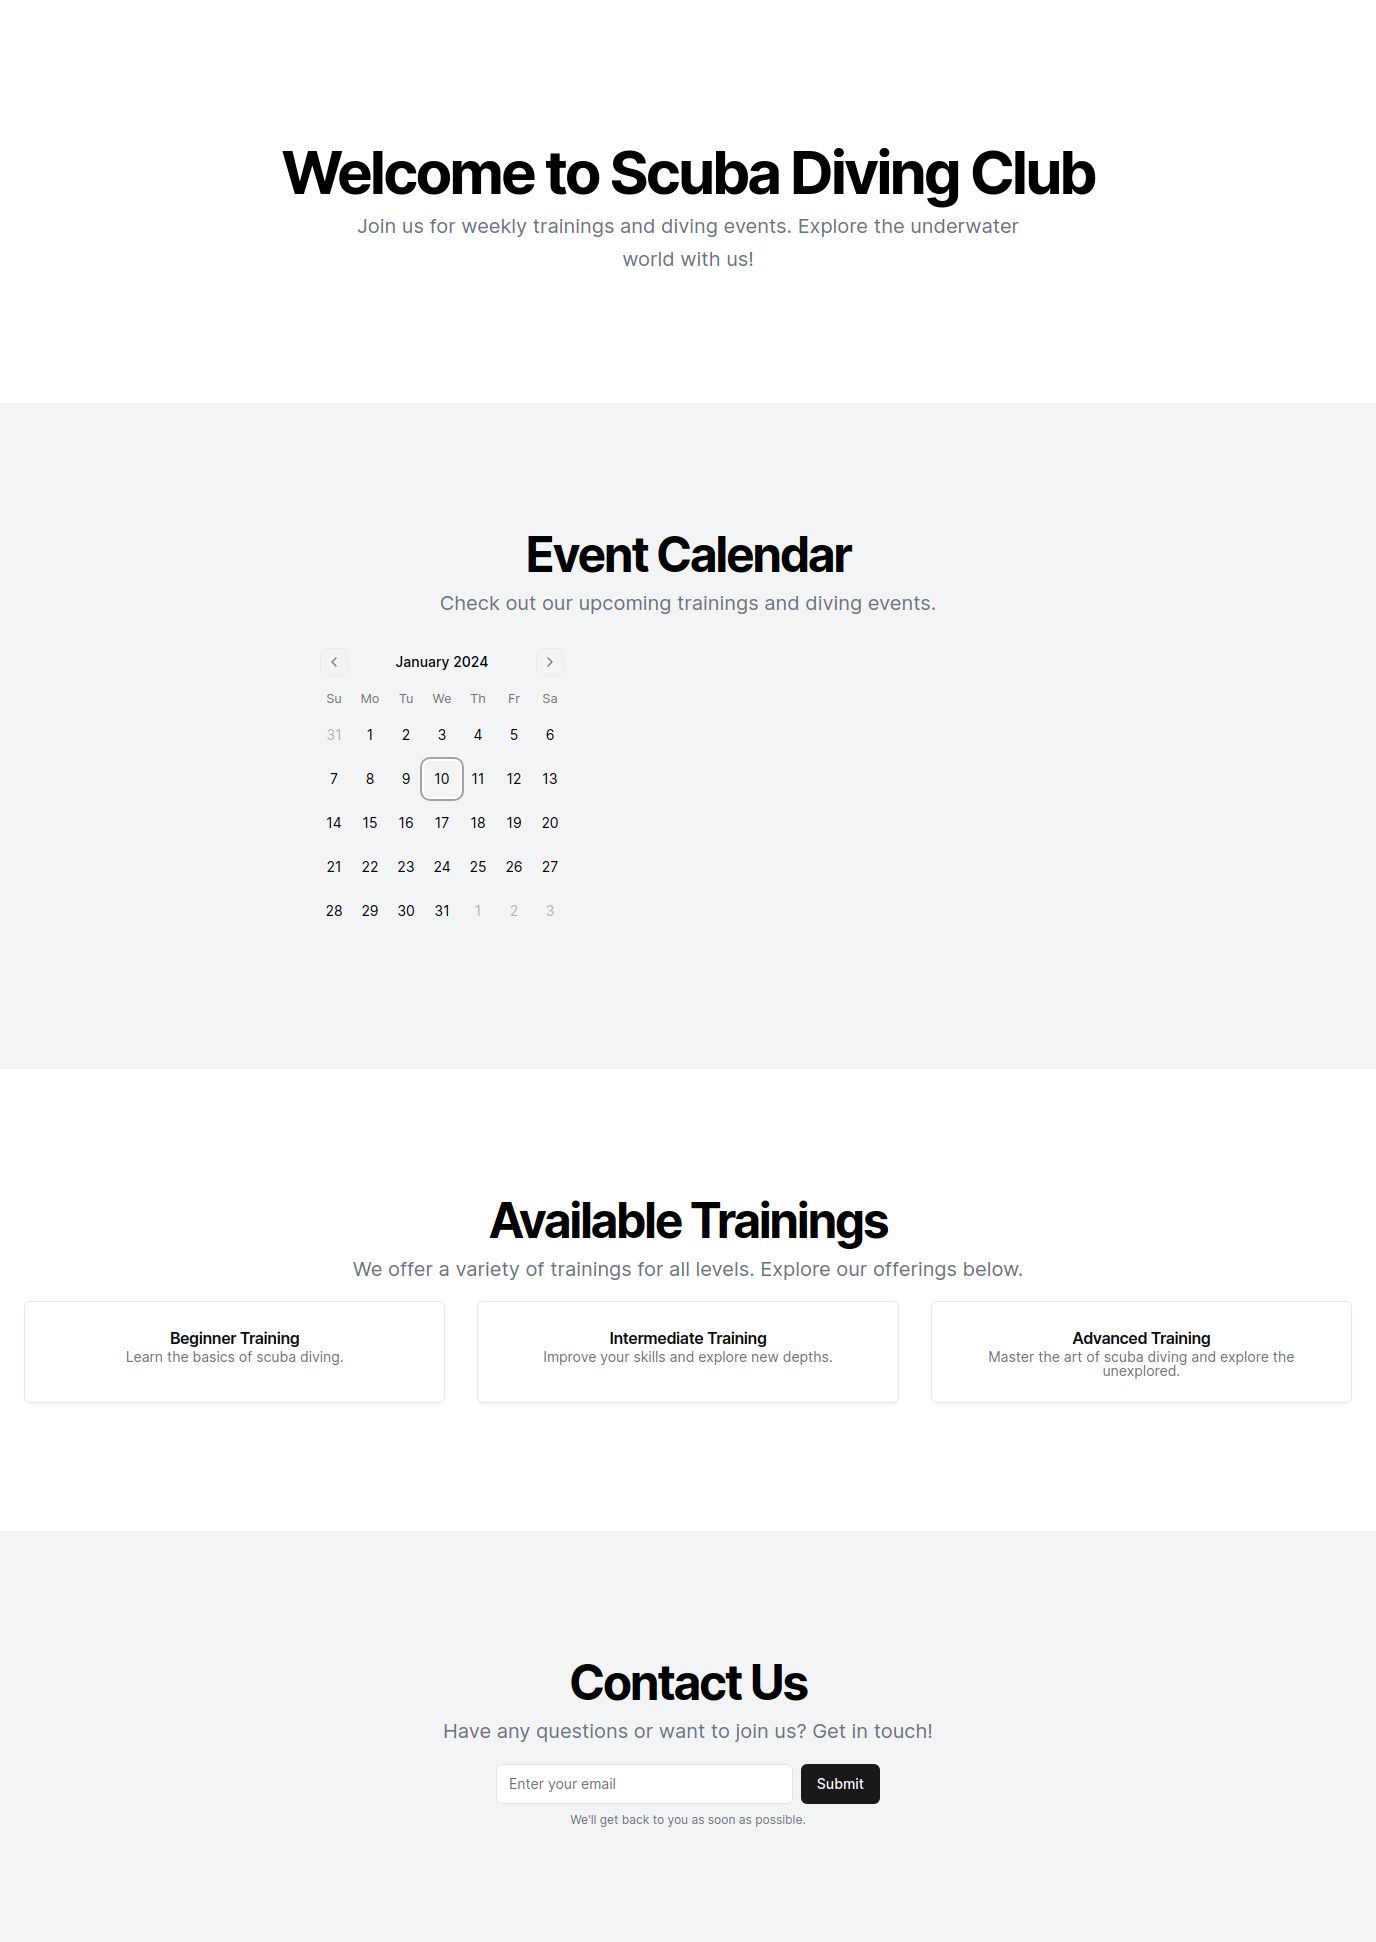 Welcome to Scuba Diving Club
Join us for weekly trainings and diving events. Explore the underwater
world with us!
Event Calendar
Check out our upcoming trainings and diving events.
January 2024
Su Mo Tu We Th Fr Sa
31 1 2 3 4 5 6
7 8 9 10 11 12 13
14 15 16 17 18 19 20
21 22 23 24 25 26 27
28 29 30 31 1 2 3
Available Trainings
We offer a variety of trainings for all levels. Explore our offerings below.
Beginner Training
Learn the basics of scuba diving.
Intermediate Training
Improve your skills and explore new depths.
Advanced Training
Master the art of scuba diving and explore the
unexplored.
Contact Us
Have any questions or want to join us? Get in touch!
Enter your email
Submit
We'll get back to you as soon as possible.